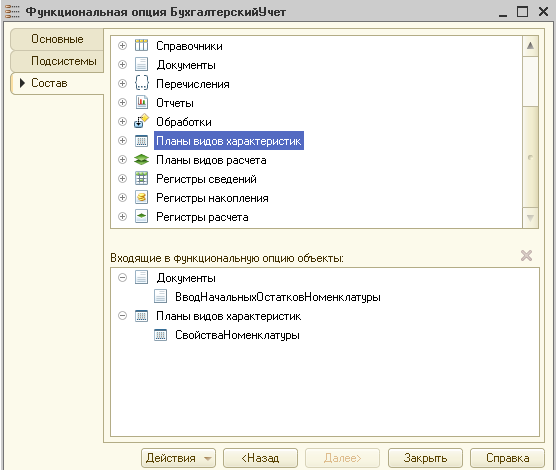 Функциональная опция БухгалтерскийУчет
Основные
Подсистемы
Состав
Справочники
Документы
Перечисления
Отчеты
Обработки
Планы видов характеристик
Планы видов расчета
Регистры сведений
Регистры накопления
Регистры расчета
Входящие в функциональную опцию объекты:
Документы
ВводНачальныхОстатковНоменклатуры
Планы видов характеристик
СвойстваНоменклатуры
Действия <Назад Далее> Закрыть Справка